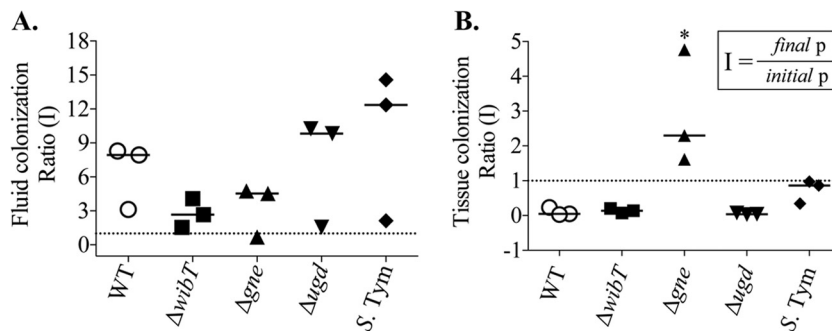 A.
Fluid colonization
Ratio (I)
18
15
12
9
6
3
0
WT
ΔwibT
Δgne
Δugd
S. Tym
B.
Tissue colonization
Ratio (I)
5
4
3
2
1
0
-1
*
I = final p / initial p
WT
ΔwibT
Δgne
Δugd
S. Tym